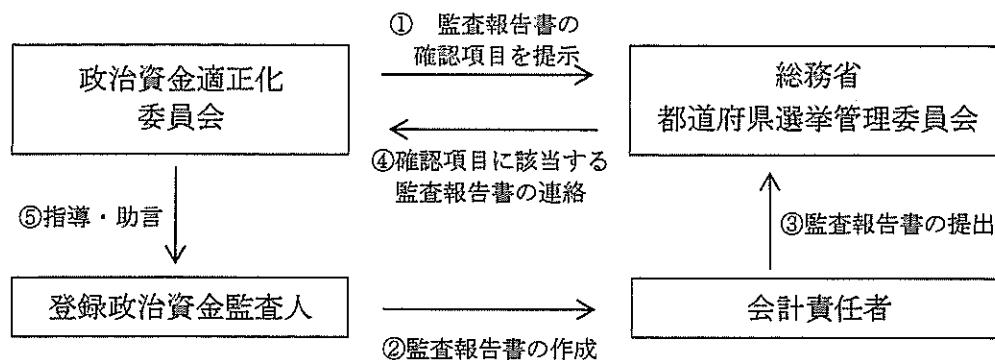 ① 監査報告書の
確認項目を提示
政治資金適正化
委員会
総務省
都道府県選挙管理委員会
④確認項目に該当する
監査報告書の連絡
⑤指導・助言
③監査報告書の提出
登録政治資金監査人
会計責任者
②監査報告書の作成